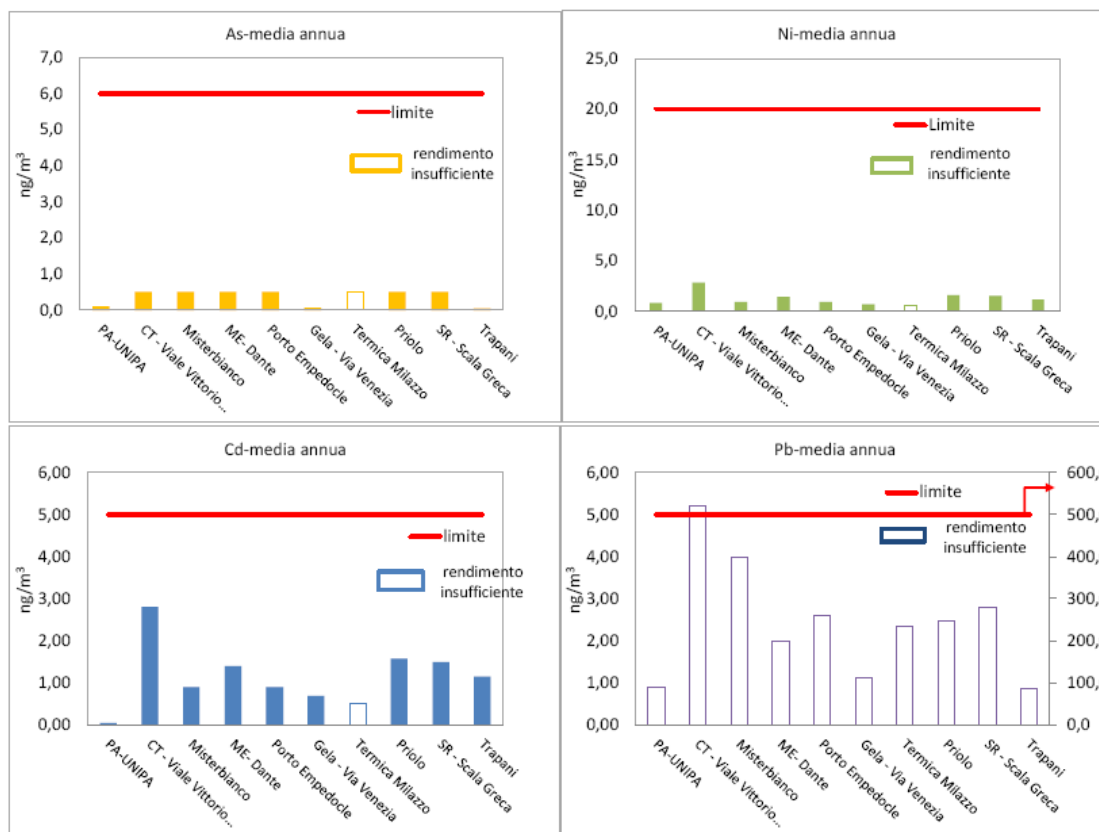 As-media annua
7,0
6,0
5,0
4,0
3,0
2,0
1,0
0,0
ng/m³
limite
rendimento
insufficiente
PA-UNIPA
CT - Viale Vittorio...
Misterbianco
ME- Dante
Porto Empedocle
Gela - Via Venezia
Termica Milazzo
Priolo
SR - Scala Greca
Trapani
Ni-media annua
25,0
20,0
15,0
10,0
5,0
0,0
ng/m³
Limite
rendimento
insufficiente
PA-UNIPA
CT - Viale Vittorio...
Misterbianco
ME- Dante
Porto Empedocle
Gela - Via Venezia
Termica Milazzo
Priolo
SR - Scala Greca
Trapani
Cd-media annua
6,00
5,00
4,00
3,00
2,00
1,00
0,00
ng/m³
limite
rendimento
insufficiente
PA-UNIPA
CT - Viale Vittorio...
Misterbianco
ME- Dante
Porto Empedocle
Gela - Via Venezia
Termica Milazzo
Priolo
SR - Scala Greca
Trapani
Pb-media annua
6,00
5,00
4,00
3,00
2,00
1,00
0,00
ng/m³
limite
rendimento
insufficiente
600,
500,
400,
300,
200,
100,
0,0
PA-UNIPA
CT - Viale Vittorio...
Misterbianco
ME- Dante
Porto Empedocle
Gela - Via Venezia
Termica Milazzo
Priolo
SR - Scala Greca
Trapani